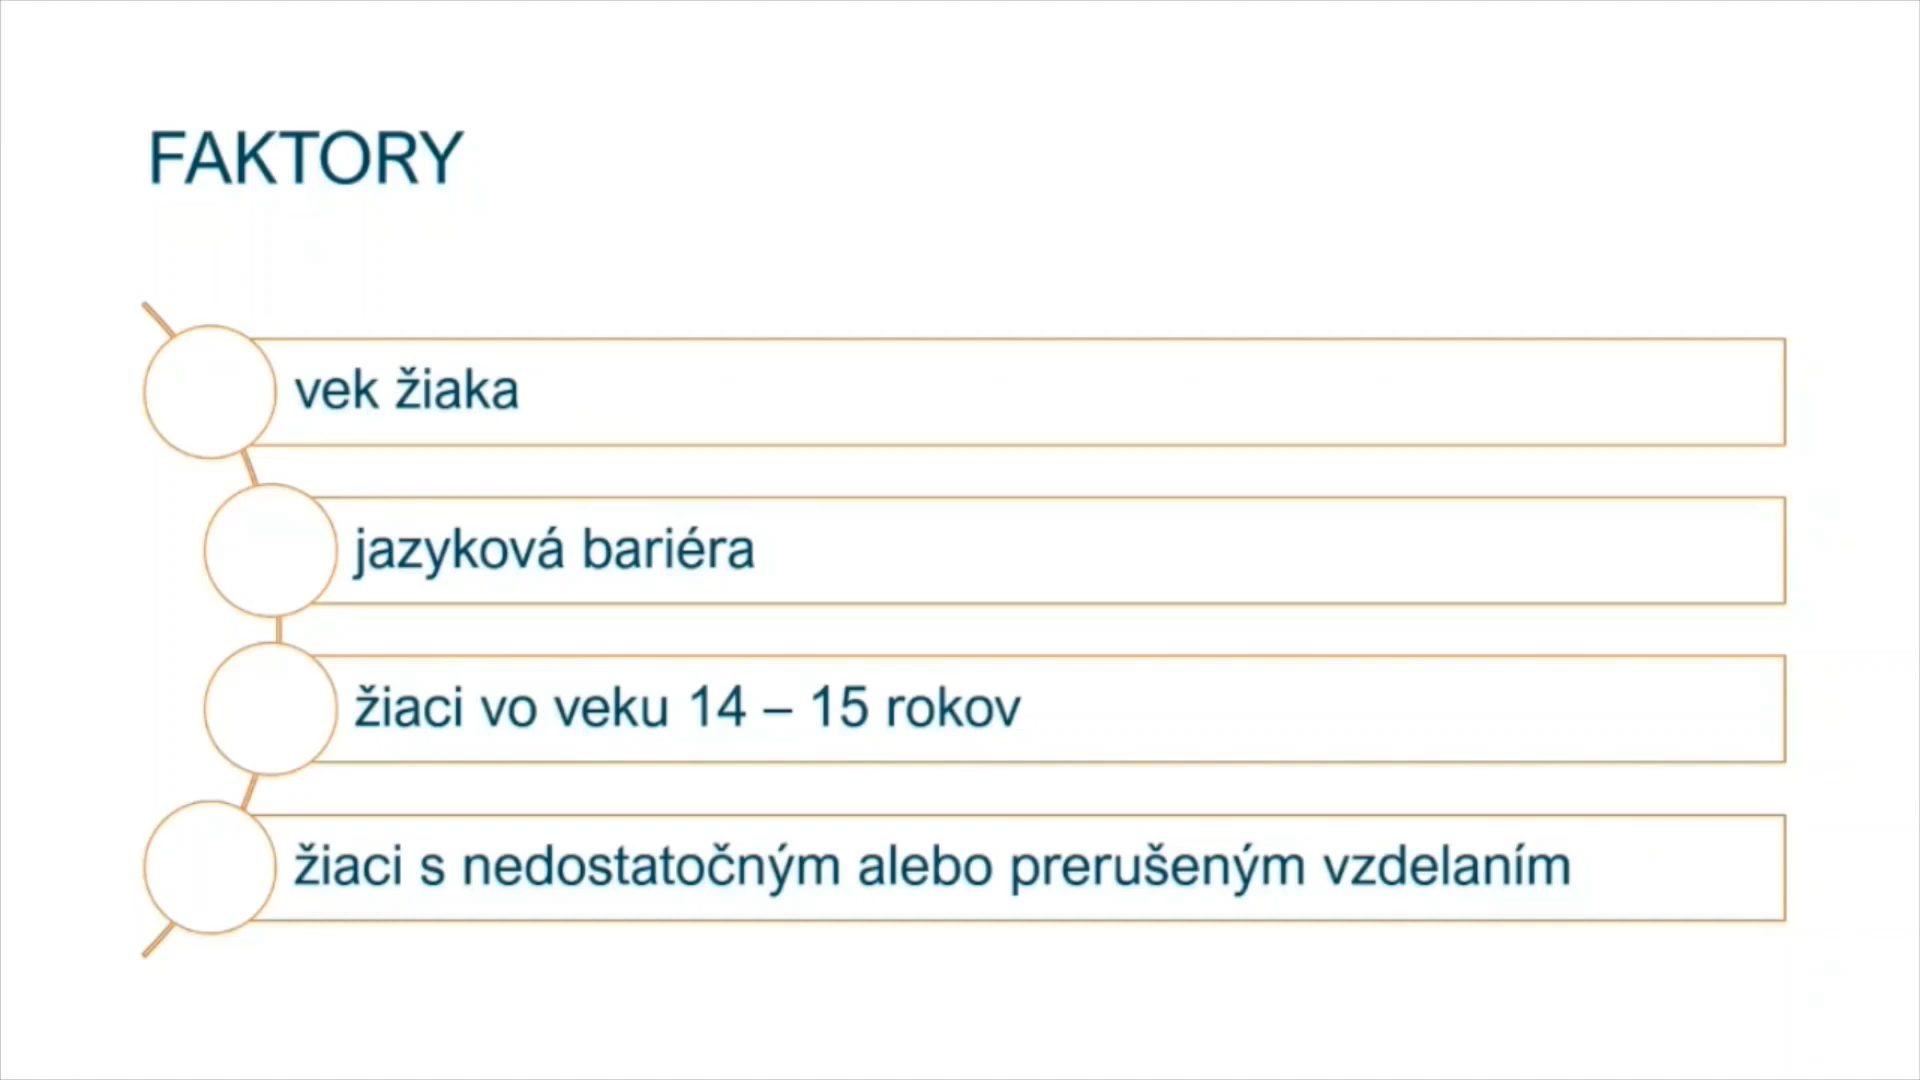 FAKTORY
vek žiaka
jazyková bariéra
žiaci vo veku 14 – 15 rokov
žiaci s nedostatočným alebo prerušeným vzdelaním